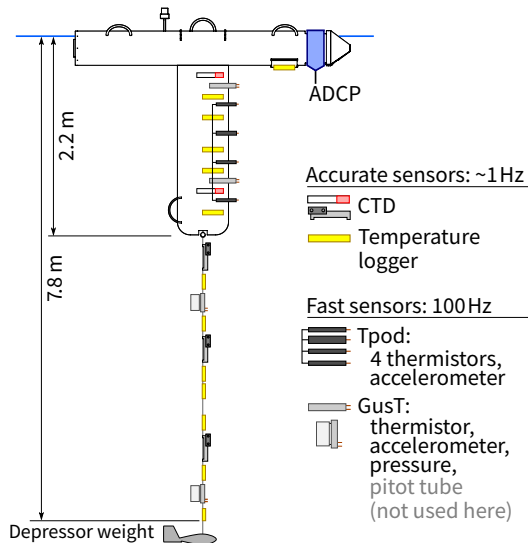 ADCP
2.2 m
7.8 m
Accurate sensors: ~1 Hz
CTD
Temperature
logger
Fast sensors: 100 Hz
Tpod:
4 thermistors,
accelerometer
GusT:
thermistor,
accelerometer,
pressure,
pitot tube
(not used here)
Depressor weight